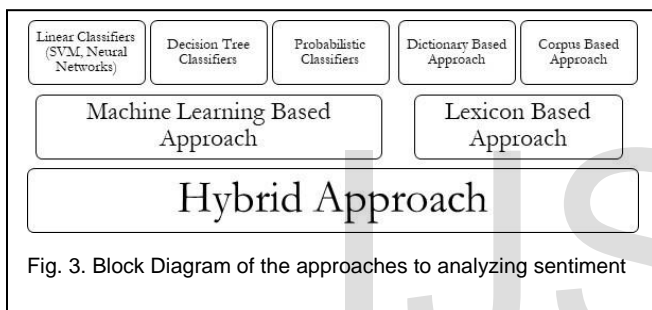 Linear Classifiers
(SVM, Neural
Networks)
Decision Tree
Classifiers
Probabilistic
Classifiers
Dictionary Based
Approach
Corpus Based
Approach
Machine Learning Based
Approach
Lexicon Based
Approach
Hybrid Approach
Fig. 3. Block Diagram of the approaches to analyzing sentiment